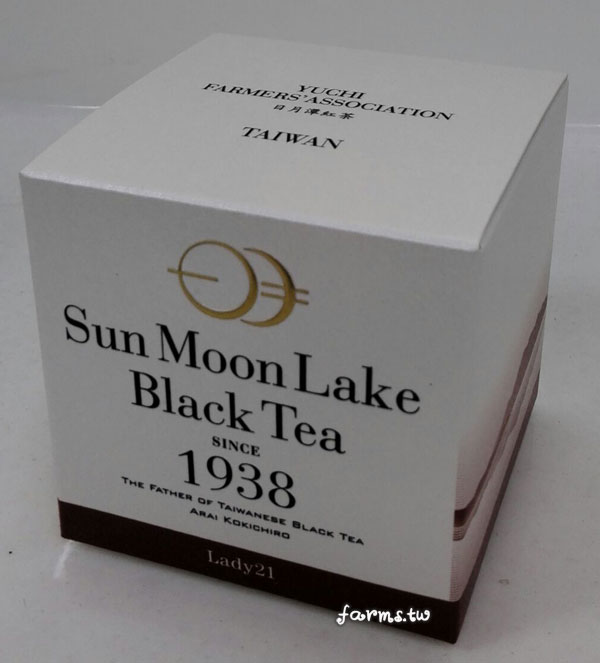 YUCHI
FARMERS' ASSOCIATION
日月潭紅茶
TAIWAN
Sun Moon Lake
Black Tea
SINCE
1938
THE FATHER OF TAIWANESE BLACK TEA
ARAI KOKICHIRO
Lady21
farms.tw